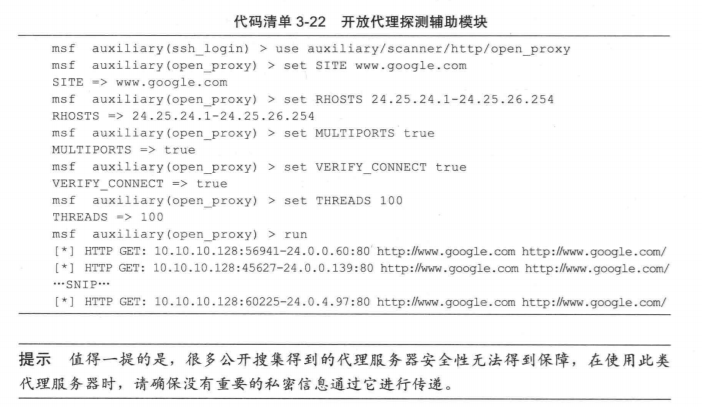 代码清单 3-22 开放代理探测辅助模块
msf auxiliary(ssh_login) > use auxiliary/scanner/http/open_proxy
msf auxiliary(open_proxy) > set SITE www.google.com
SITE => www.google.com
msf auxiliary(open_proxy) > set RHOSTS 24.25.24.1-24.25.26.254
RHOSTS => 24.25.24.1-24.25.26.254
msf auxiliary(open_proxy) > set MULTIPORTS true
MULTIPORTS => true
msf auxiliary(open_proxy) > set VERIFY_CONNECT true
VERIFY_CONNECT => true
msf auxiliary(open_proxy) > set THREADS 100
THREADS => 100
msf auxiliary(open_proxy) > run
[*] HTTP GET: 10.10.10.128:56941-24.0.0.60:80 http://www.google.com http://www.google.com/
[*] HTTP GET: 10.10.10.128:45627-24.0.0.139:80 http://www.google.com http://www.google.com/
…SNIP…
[*] HTTP GET: 10.10.10.128:60225-24.0.4.97:80 http://www.google.com http://www.google.com/
提示 值得一提的是，很多公开搜集得到的代理服务器安全性无法得到保障，在使用此类
代理服务器时，请确保没有重要的私密信息通过它进行传递。